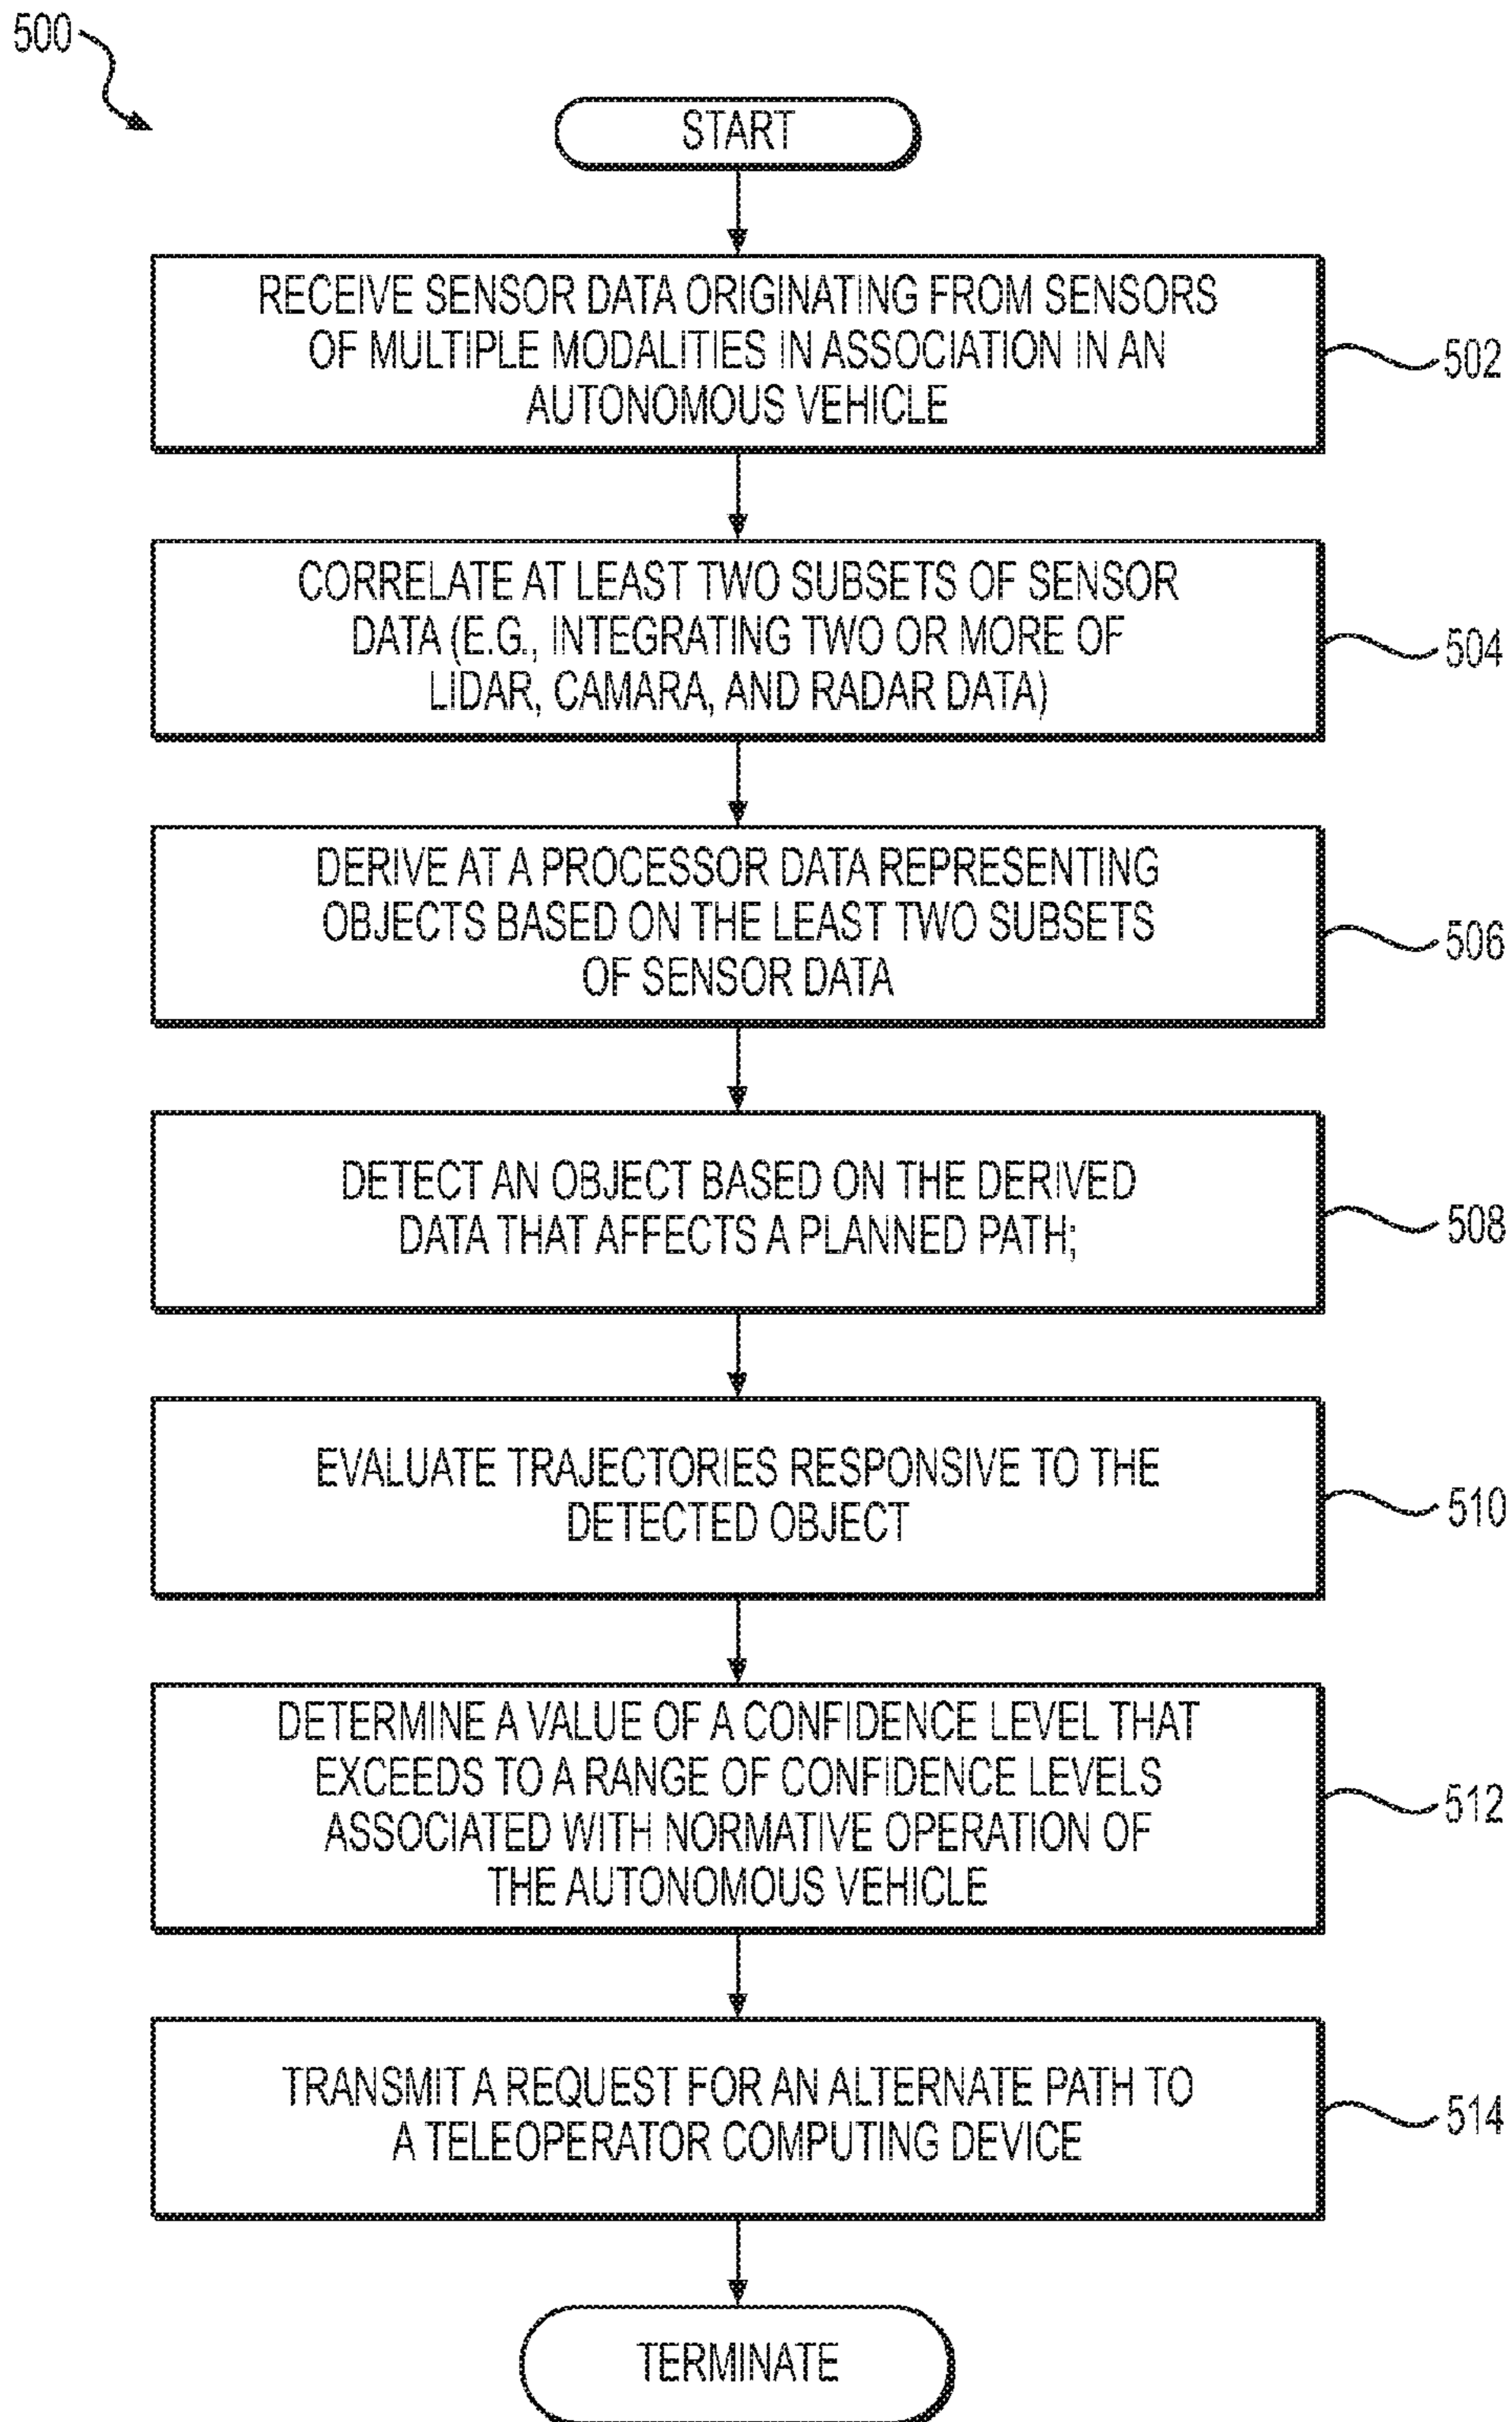 500
START
RECEIVE SENSOR DATA ORIGINATING FROM SENSORS
OF MULTIPLE MODALITIES IN ASSOCIATION IN AN
AUTONOMOUS VEHICLE
502
CORRELATE AT LEAST TWO SUBSETS OF SENSOR
DATA (E.G., INTEGRATING TWO OR MORE OF
LIDAR, CAMARA, AND RADAR DATA)
504
DERIVE AT A PROCESSOR DATA REPRESENTING
OBJECTS BASED ON THE LEAST TWO SUBSETS
OF SENSOR DATA
506
DETECT AN OBJECT BASED ON THE DERIVED
DATA THAT AFFECTS A PLANNED PATH;
508
EVALUATE TRAJECTORIES RESPONSIVE TO THE
DETECTED OBJECT
510
DETERMINE A VALUE OF A CONFIDENCE LEVEL THAT
EXCEEDS TO A RANGE OF CONFIDENCE LEVELS
ASSOCIATED WITH NORMATIVE OPERATION OF
THE AUTONOMOUS VEHICLE
512
TRANSMIT A REQUEST FOR AN ALTERNATE PATH TO
A TELEOPERATOR COMPUTING DEVICE
514
TERMINATE